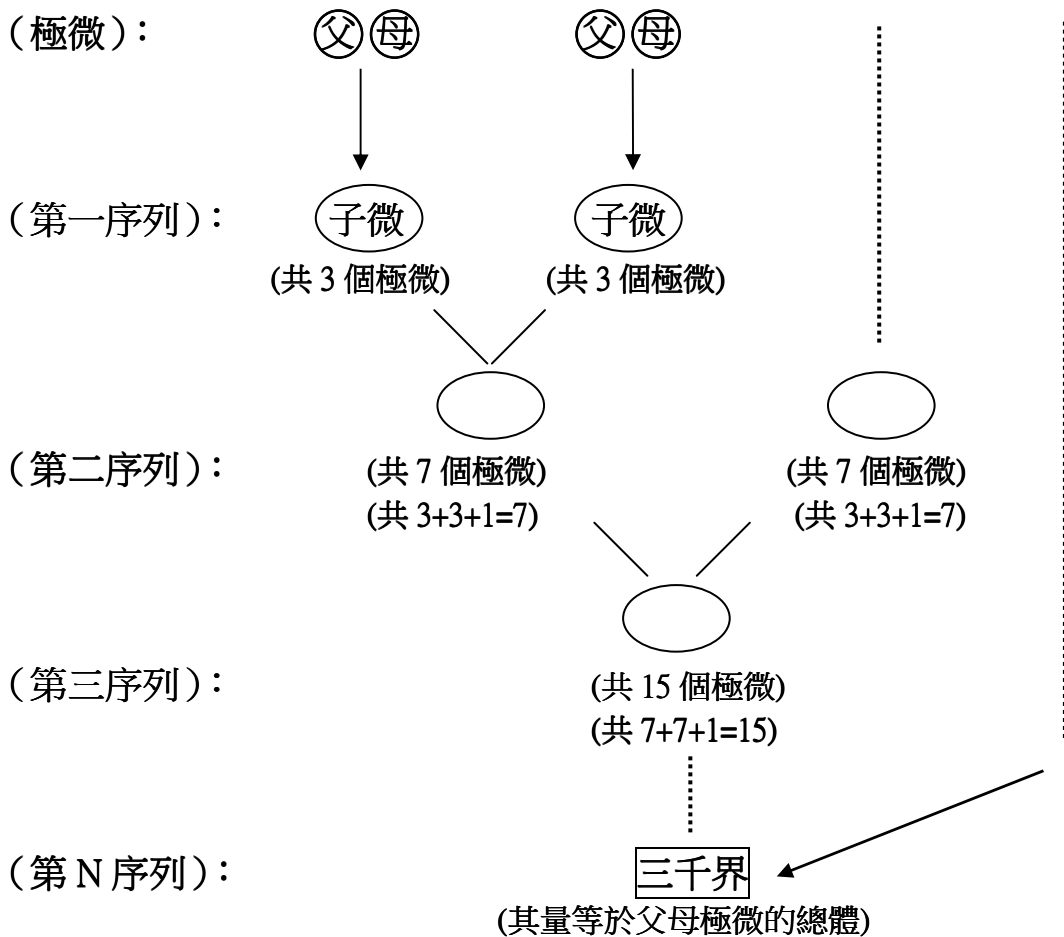 （極微）： 父 母 父 母
（第一序列）： 子微 子微
(共 3 個極微) (共 3 個極微)
（第二序列）： (共 7 個極微) (共 7 個極微)
(共 3+3+1=7) (共 3+3+1=7)
（第三序列）： (共 15 個極微)
(共 7+7+1=15)
（第 N 序列）： 三千界
(其量等於父母極微的總體)